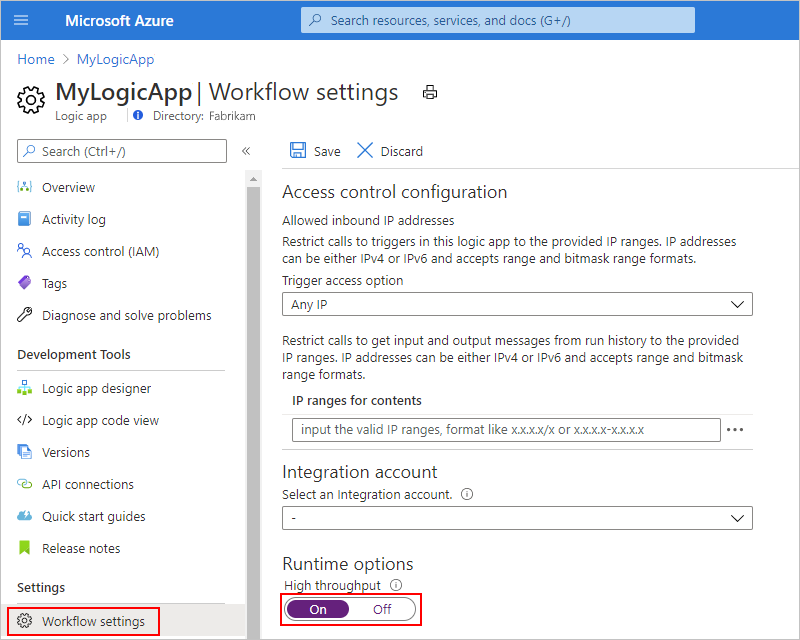 Microsoft Azure
Search resources, services, and docs (G+/)
Home > MyLogicApp
MyLogicApp | Workflow settings
Logic app
Directory: Fabrikam
Search (Ctrl+/)
«
Overview
Activity log
Access control (IAM)
Tags
Diagnose and solve problems
Development Tools
Logic app designer
Logic app code view
Versions
API connections
Quick start guides
Release notes
Settings
Workflow settings
Save
Discard
Access control configuration
Allowed inbound IP addresses
Restrict calls to triggers in this logic app to the provided IP ranges. IP addresses
can be either IPv4 or IPv6 and accepts range and bitmask range formats.
Trigger access option
Any IP
Restrict calls to get input and output messages from run history to the provided
IP ranges. IP addresses can be either IPv4 or IPv6 and accepts range and bitmask
range formats.
IP ranges for contents
input the valid IP ranges, format like x.x.x.x/x or x.x.x.x-x.x.x.x
Integration account
Select an Integration account.
-
Runtime options
High throughput
On
Off